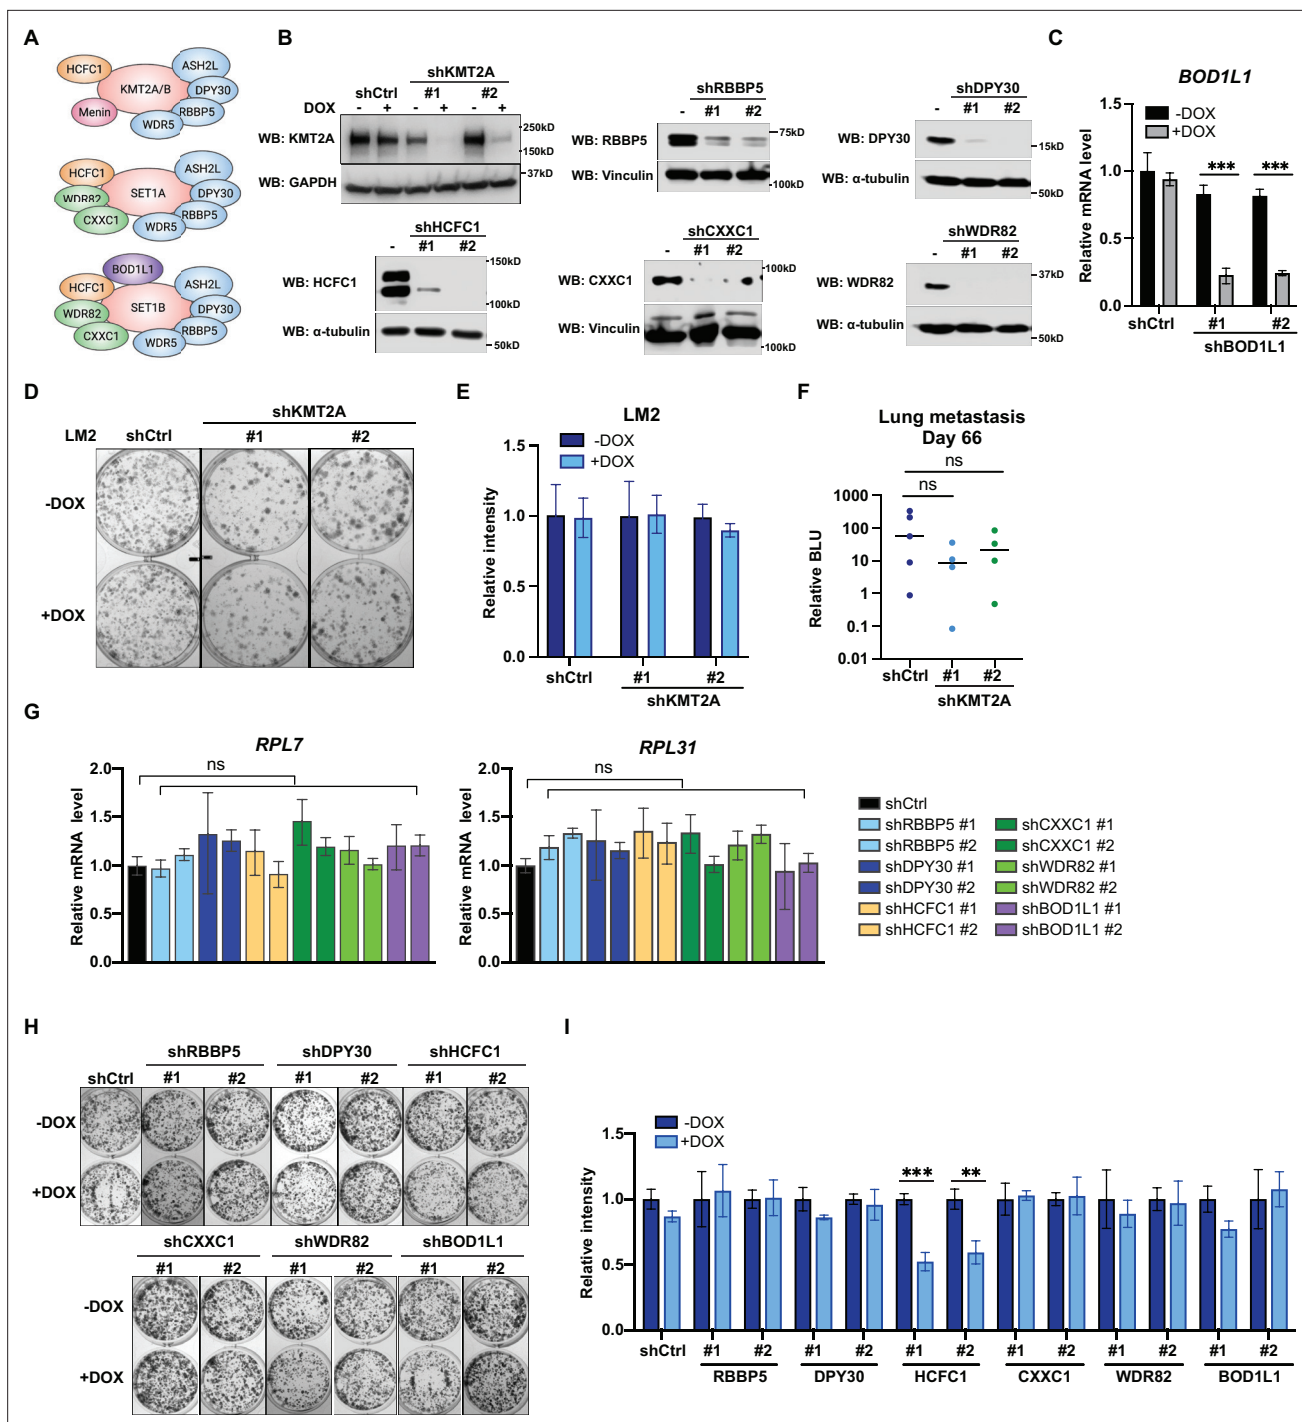 A
HCFC1
ASH2L
KMT2A/B
DPY30
Menin
RBBP5
WDR5
HCFC1
ASH2L
WDR82
SET1A
DPY30
CXXC1
RBBP5
WDR5
BOD1L1
HCFC1
ASH2L
WDR82
SET1B
DPY30
CXXC1
RBBP5
WDR5
B
shKMT2A
shCtrl #1 #2
DOX - + - + - +
WB: KMT2A
250kD
150kD
WB: GAPDH
37kD
shRBBP5
- #1 #2
WB: RBBP5
75kD
WB: Vinculin
100kD
shDPY30
- #1 #2
WB: DPY30
15kD
WB: α-tubulin
50kD
shHCFC1
- #1 #2
WB: HCFC1
150kD
100kD
WB: α-tubulin
50kD
shCXXC1
- #1 #2
WB: CXXC1
100kD
WB: Vinculin
100kD
shWDR82
- #1 #2
WB: WDR82
37kD
WB: α-tubulin
50kD
C
BOD1L1
Relative mRNA level
1.5
1.0
0.5
0.0
-DOX
+DOX
*** ***
shCtrl #1 #2
shBOD1L1
D
shKMT2A
LM2 shCtrl #1 #2
-DOX
+DOX
E
LM2
Relative intensity
1.5
1.0
0.5
0.0
-DOX
+DOX
shCtrl #1 #2
shKMT2A
F
Lung metastasis
Day 66
ns
ns
Relative BLU
1000
100
10
1
0.1
0.01
shCtrl #1 #2
shKMT2A
G
RPL7
Relative mRNA level
2.0
1.5
1.0
0.5
0.0
ns
RPL31
Relative mRNA level
2.0
1.5
1.0
0.5
0.0
ns
shCtrl
shRBBP5 #1 shCXXC1 #1
shRBBP5 #2 shCXXC1 #2
shDPY30 #1 shWDR82 #1
shDPY30 #2 shWDR82 #2
shHCFC1 #1 shBOD1L1 #1
shHCFC1 #2 shBOD1L1 #2
H
shRBBP5 shDPY30 shHCFC1
shCtrl #1 #2 #1 #2 #1 #2
-DOX
+DOX
shCXXC1 shWDR82 shBOD1L1
#1 #2 #1 #2 #1 #2
-DOX
+DOX
I
Relative intensity
1.5
1.0
0.5
0.0
-DOX
+DOX
*** **
shCtrl #1 #2 #1 #2 #1 #2 #1 #2 #1 #2 #1 #2
RBBP5 DPY30 HCFC1 CXXC1 WDR82 BOD1L1